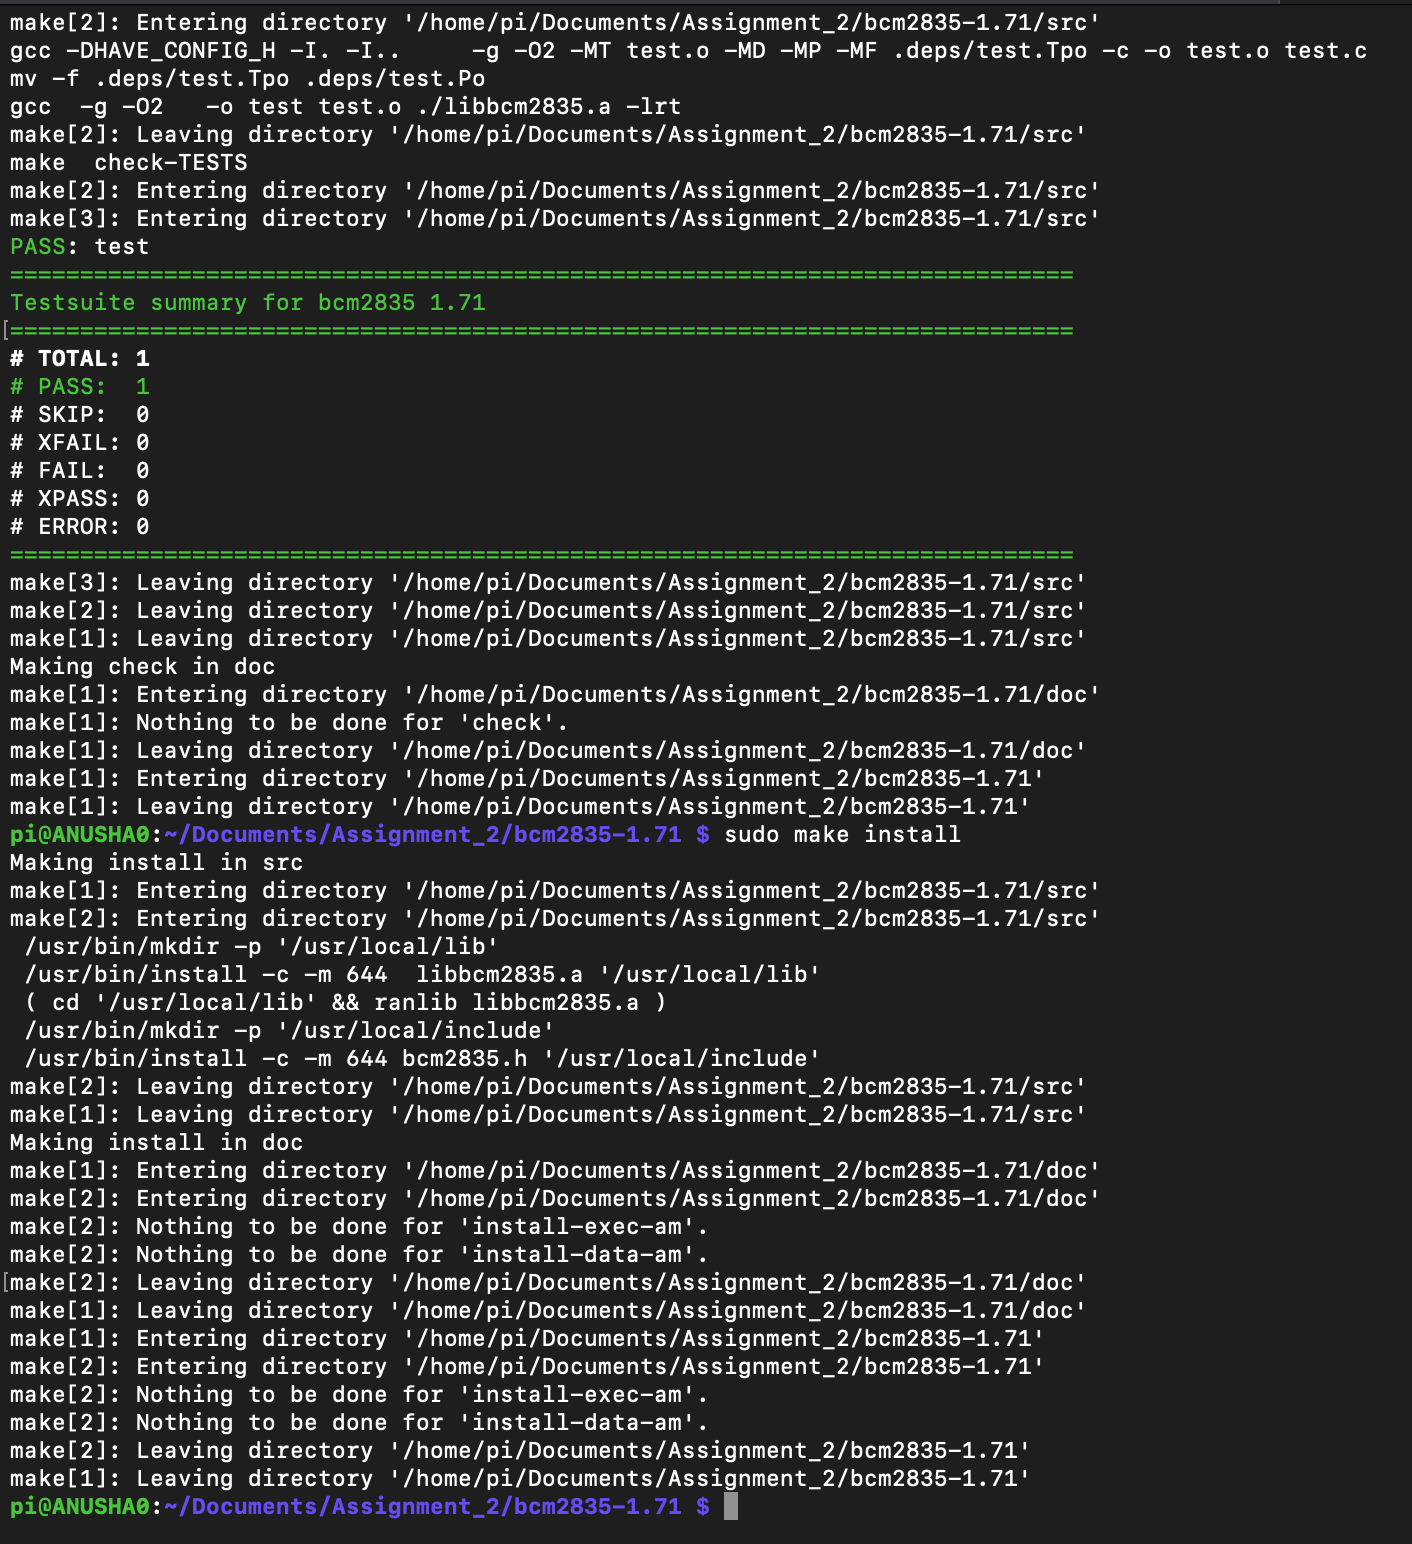 make[2]: Entering directory '/home/pi/Documents/Assignment_2/bcm2835-1.71/src'
gcc -DHAVE_CONFIG_H -I. -I..     -g -O2 -MT test.o -MD -MP -MF .deps/test.Tpo -c -o test.o test.c
mv -f .deps/test.Tpo .deps/test.Po
gcc  -g -O2   -o test test.o ./libbcm2835.a -lrt
make[2]: Leaving directory '/home/pi/Documents/Assignment_2/bcm2835-1.71/src'
make  check-TESTS
make[2]: Entering directory '/home/pi/Documents/Assignment_2/bcm2835-1.71/src'
make[3]: Entering directory '/home/pi/Documents/Assignment_2/bcm2835-1.71/src'
PASS: test
============================================================================
Testsuite summary for bcm2835 1.71
[============================================================================
# TOTAL: 1
# PASS:  1
# SKIP:  0
# XFAIL: 0
# FAIL:  0
# XPASS: 0
# ERROR: 0
============================================================================
make[3]: Leaving directory '/home/pi/Documents/Assignment_2/bcm2835-1.71/src'
make[2]: Leaving directory '/home/pi/Documents/Assignment_2/bcm2835-1.71/src'
make[1]: Leaving directory '/home/pi/Documents/Assignment_2/bcm2835-1.71/src'
Making check in doc
make[1]: Entering directory '/home/pi/Documents/Assignment_2/bcm2835-1.71/doc'
make[1]: Nothing to be done for 'check'.
make[1]: Leaving directory '/home/pi/Documents/Assignment_2/bcm2835-1.71/doc'
make[1]: Entering directory '/home/pi/Documents/Assignment_2/bcm2835-1.71'
make[1]: Leaving directory '/home/pi/Documents/Assignment_2/bcm2835-1.71'
pi@ANUSHA0:~/Documents/Assignment_2/bcm2835-1.71 $ sudo make install
Making install in src
make[1]: Entering directory '/home/pi/Documents/Assignment_2/bcm2835-1.71/src'
make[2]: Entering directory '/home/pi/Documents/Assignment_2/bcm2835-1.71/src'
 /usr/bin/mkdir -p '/usr/local/lib'
 /usr/bin/install -c -m 644  libbcm2835.a '/usr/local/lib'
 ( cd '/usr/local/lib' && ranlib libbcm2835.a )
 /usr/bin/mkdir -p '/usr/local/include'
 /usr/bin/install -c -m 644 bcm2835.h '/usr/local/include'
make[2]: Leaving directory '/home/pi/Documents/Assignment_2/bcm2835-1.71/src'
make[1]: Leaving directory '/home/pi/Documents/Assignment_2/bcm2835-1.71/src'
Making install in doc
make[1]: Entering directory '/home/pi/Documents/Assignment_2/bcm2835-1.71/doc'
make[2]: Entering directory '/home/pi/Documents/Assignment_2/bcm2835-1.71/doc'
make[2]: Nothing to be done for 'install-exec-am'.
make[2]: Nothing to be done for 'install-data-am'.
[make[2]: Leaving directory '/home/pi/Documents/Assignment_2/bcm2835-1.71/doc'
make[1]: Leaving directory '/home/pi/Documents/Assignment_2/bcm2835-1.71/doc'
make[1]: Entering directory '/home/pi/Documents/Assignment_2/bcm2835-1.71'
make[2]: Entering directory '/home/pi/Documents/Assignment_2/bcm2835-1.71'
make[2]: Nothing to be done for 'install-exec-am'.
make[2]: Nothing to be done for 'install-data-am'.
make[2]: Leaving directory '/home/pi/Documents/Assignment_2/bcm2835-1.71'
make[1]: Leaving directory '/home/pi/Documents/Assignment_2/bcm2835-1.71'
pi@ANUSHA0:~/Documents/Assignment_2/bcm2835-1.71 $